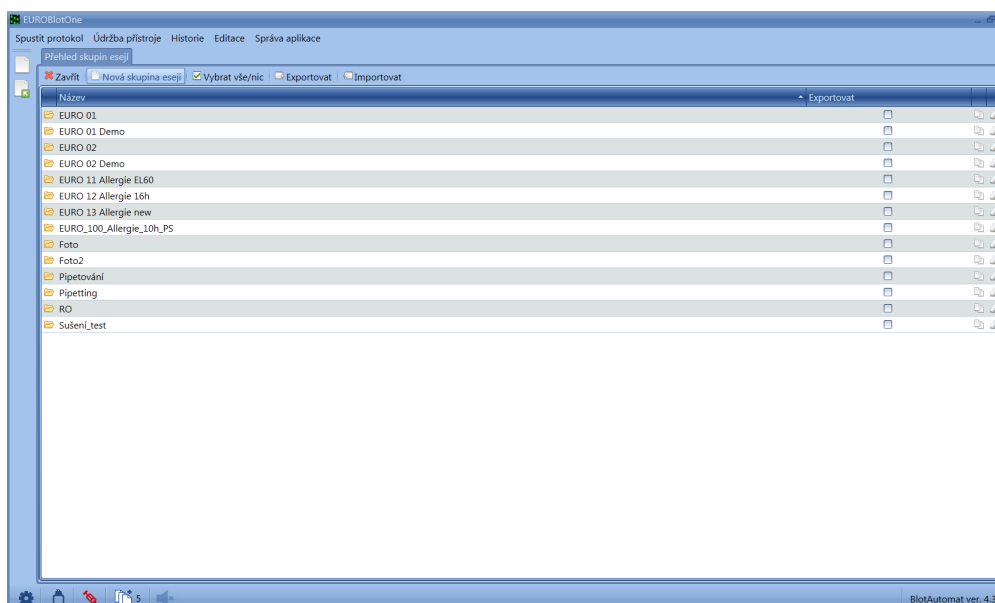 EUROBlotOne
Spustit protokol Údržba přístroje Historie Editace Správa aplikace
Přehled skupin esejí
Zavřít Nová skupina esejí Vybrat vše/nic Exportovat Importovat
Název Exportovat
EURO 01
EURO 01 Demo
EURO 02
EURO 02 Demo
EURO 11 Allergie EL60
EURO 12 Allergie 16h
EURO 13 Allergie new
EURO_100_Allergie_10h_PS
Foto
Foto2
Pipetování
Pipetting
RO
Sušení_test
5 BlotAutomat ver. 4.3